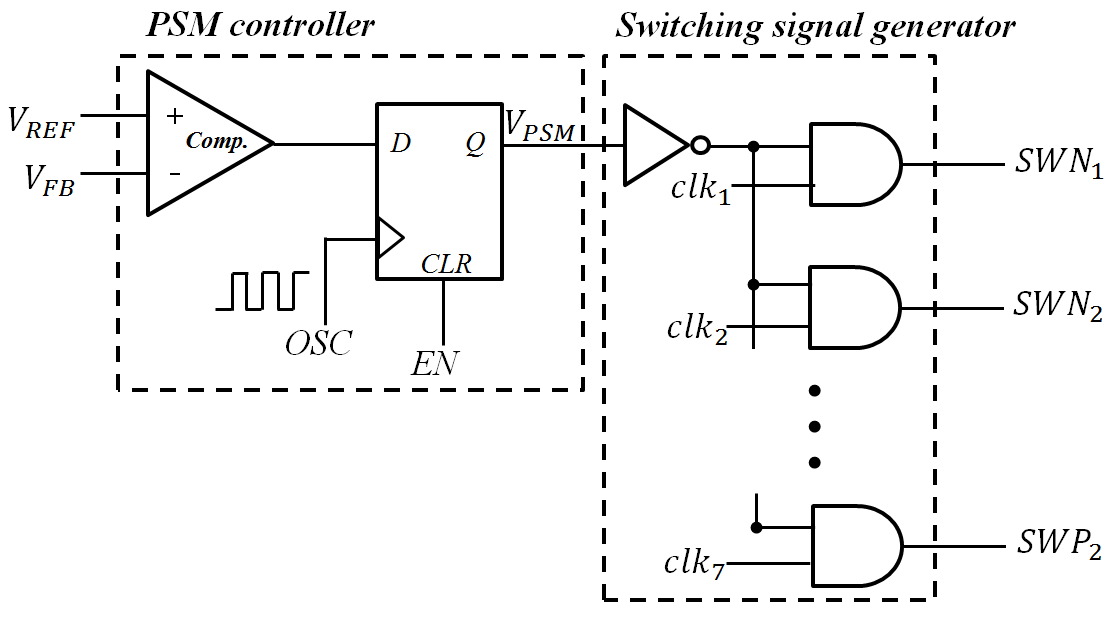 PSM controller
Switching signal generator
V_REF
+
Comp.
V_FB
-
D
Q
CLR
V_PSM
OSC
EN
clk_1
SWN_1
clk_2
SWN_2
clk_7
SWP_2